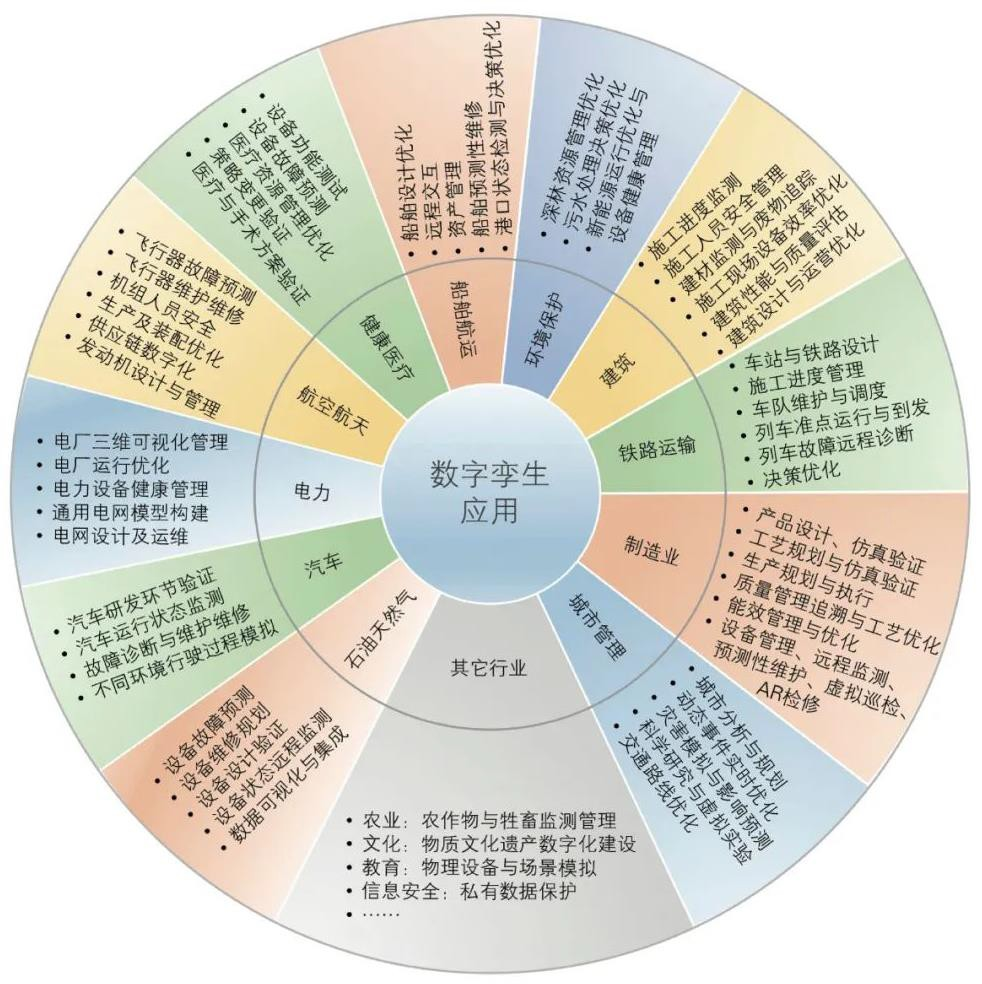 数字孪生
应用
船舶航运
船舶设计优化
远程交互
资产管理
船舶预测性维修
港口状态检测与决策优化
环境保护
深林资源管理优化
污水处理决策优化
新能源运行优化与
设备健康管理
建筑
施工进度监测
施工人员安全管理
建材监测与废物追踪
施工现场设备效率优化
建筑性能与质量评估
建筑设计与运营优化
铁路运输
车站与铁路设计
施工进度管理
车队维护与调度
列车准点运行与到发
列车故障远程诊断
决策优化
制造业
产品设计、仿真验证
工艺规划与仿真验证
生产规划与执行
质量管理追溯与工艺优化
能效管理与优化
设备管理、远程监测、
预测性维护、虚拟巡检、
AR检修
城市管理
城市分析与规划
动态事件实时优化
灾害模拟与影响预测
科学研究与虚拟实验
交通路线优化
其它行业
农业：农作物与牲畜监测管理
文化：物质文化遗产数字化建设
教育：物理设备与场景模拟
信息安全：私有数据保护
……
石油天然气
设备故障预测
设备维修规划
设备设计验证
设备状态远程监测
数据可视化与集成
汽车
汽车研发环节验证
汽车运行状态监测
故障诊断与维护维修
不同环境行驶过程模拟
电力
电厂三维可视化管理
电厂运行优化
电力设备健康管理
通用电网模型构建
电网设计及运维
航空航天
飞行器故障预测
飞行器维护维修
机组人员安全
生产及装配优化
供应链数字化
发动机设计与管理
健康医疗
设备功能测试
设备故障预测
医疗资源管理优化
策略变更验证
医疗与手术方案验证